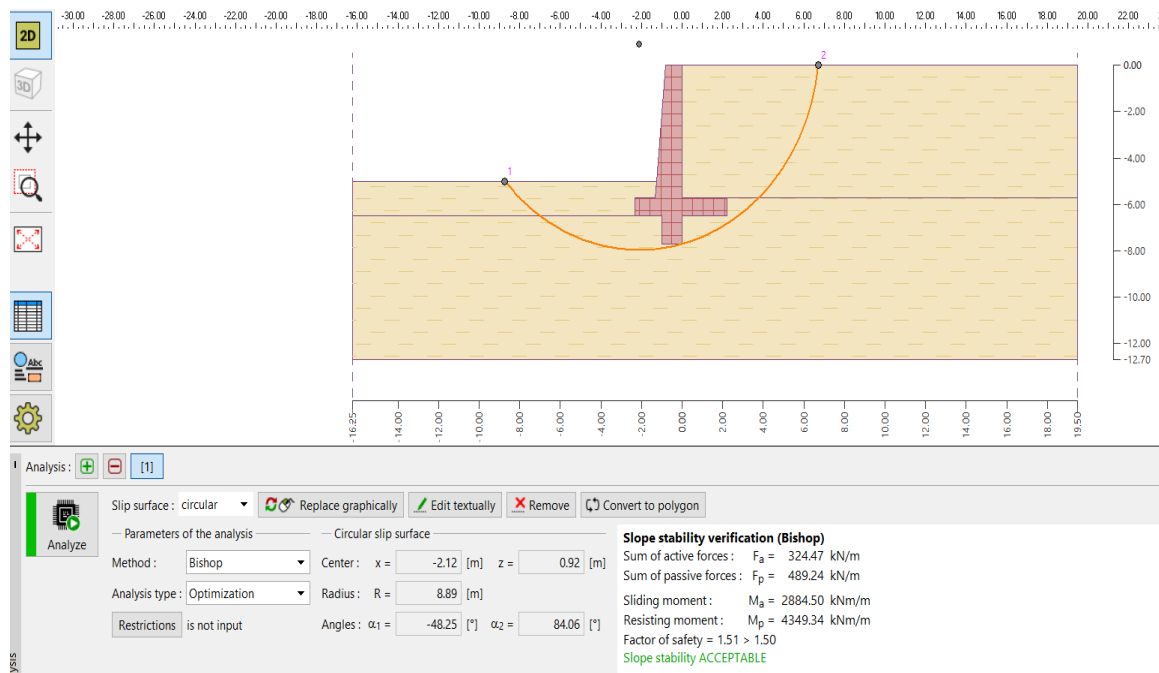 -30.00 -28.00 -26.00 -24.00 -22.00 -20.00 -18.00 -16.00 -14.00 -12.00 -10.00 -8.00 -6.00 -4.00 -2.00 0.00 2.00 4.00 6.00 8.00 10.00 12.00 14.00 16.00 18.00 20.00 22.00
2D
3D
2
0.00
-2.00
-4.00
1
-6.00
-8.00
-10.00
-12.00
-12.70
Abc
-16.25 -14.00 -12.00 -10.00 -8.00 -6.00 -4.00 -2.00 0.00 2.00 4.00 6.00 8.00 10.00 12.00 14.00 16.00 18.00 19.50
Analysis : [1]
Analyze
Slip surface : circular Replace graphically Edit textually Remove Convert to polygon
Parameters of the analysis Circular slip surface
Method : Bishop Center : x = -2.12 [m] z = 0.92 [m]
Analysis type : Optimization Radius : R = 8.89 [m]
Restrictions is not input Angles : α1 = -48.25 [°] α2 = 84.06 [°]
Slope stability verification (Bishop)
Sum of active forces : Fa = 324.47 kN/m
Sum of passive forces : Fp = 489.24 kN/m
Sliding moment : Ma = 2884.50 kNm/m
Resisting moment : Mp = 4349.34 kNm/m
Factor of safety = 1.51 > 1.50
Slope stability ACCEPTABLE